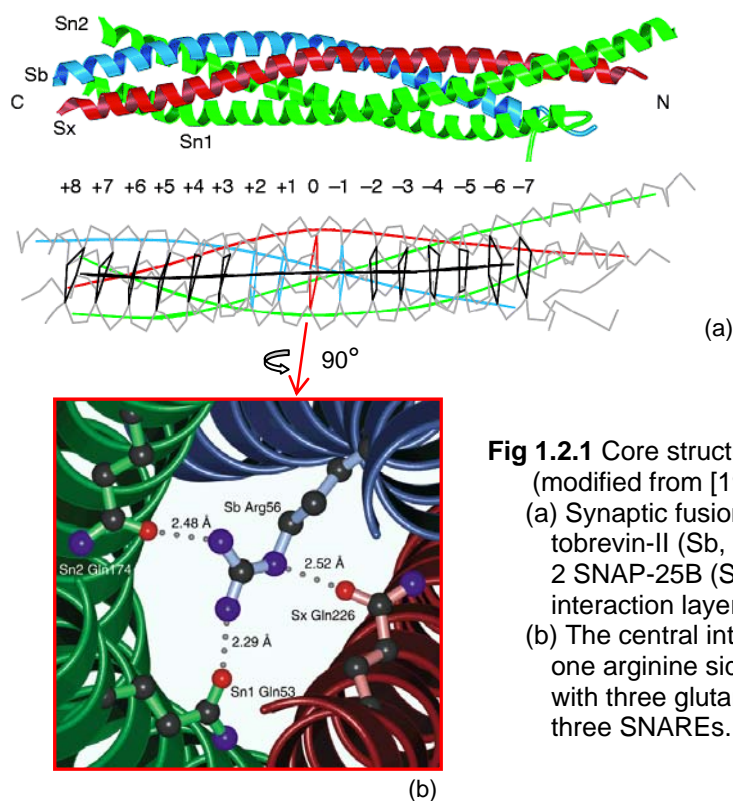 Sn2
Sb
C
N
Sx
Sn1
+8 +7 +6 +5 +4 +3 +2 +1 0 –1 –2 –3 –4 –5 –6 –7
(a)
90°
Sb Arg56
2.48 Å
Sn2 Gln174
2.52 Å
Sx Gln226
2.29 Å
Sn1 Gln53
(b)
Fig 1.2.1 Core struct
(modified from [1
(a) Synaptic fusion
tobrevin-II (Sb,
2 SNAP-25B (S
interaction layer
(b) The central int
one arginine sid
with three gluta
three SNAREs.